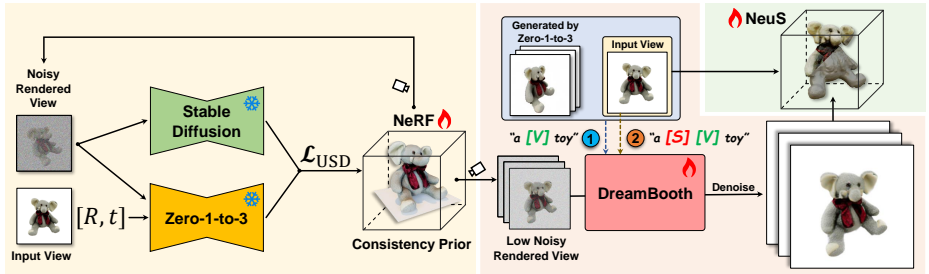 Noisy
Rendered
View
Stable
Diffusion
Zero-1-to-3
[R, t]
Input View
ℒ_USD
NeRF
Consistency Prior
Generated by
Zero-1-to-3
Input View
"a [V] toy" 1
2 "a [S] [V] toy"
Low Noisy
Rendered View
DreamBooth
Denoise
NeuS